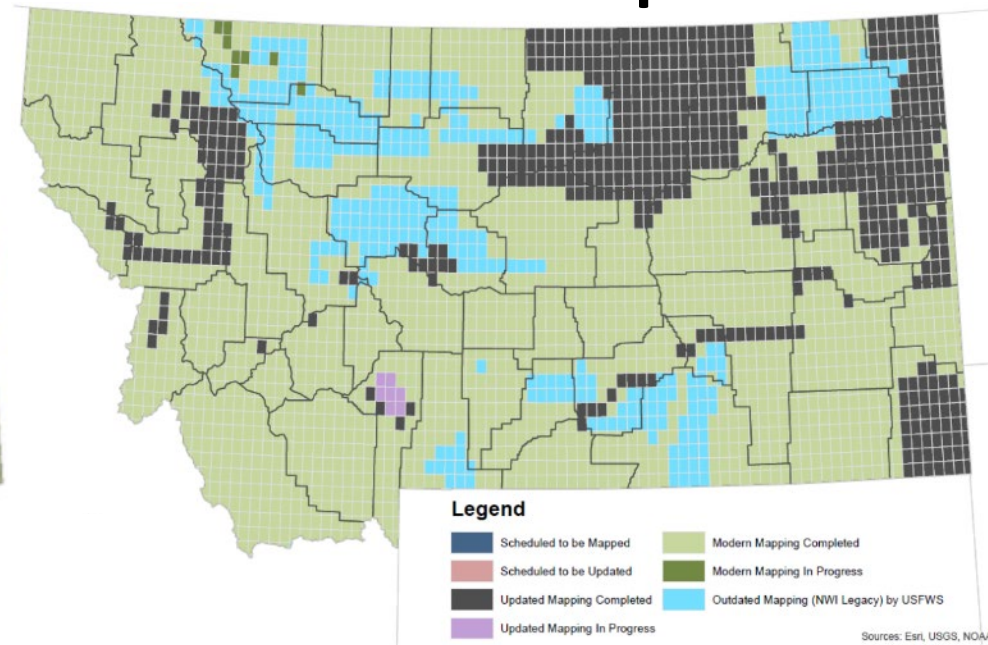 Legend
Scheduled to be Mapped
Modern Mapping Completed
Scheduled to be Updated
Modern Mapping In Progress
Updated Mapping Completed
Outdated Mapping (NWI Legacy) by USFWS
Updated Mapping In Progress
Sources: Esri, USGS, NOAA